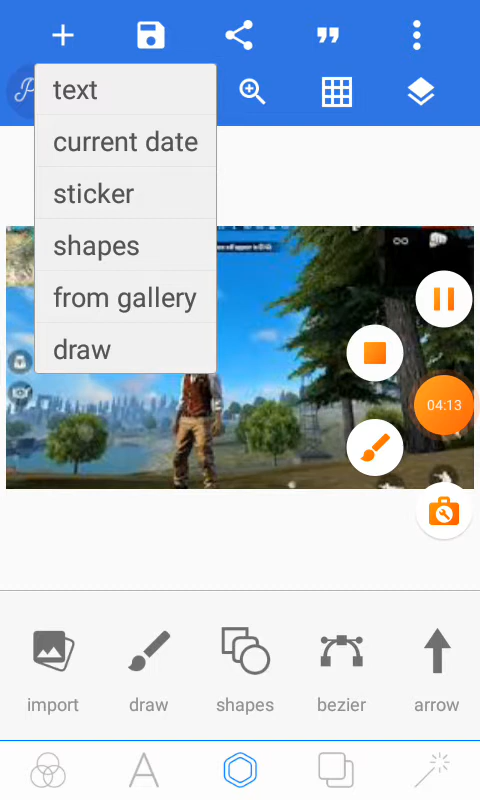 text
current date
sticker
shapes
from gallery
draw
04:13
import
draw
shapes
bezier
arrow